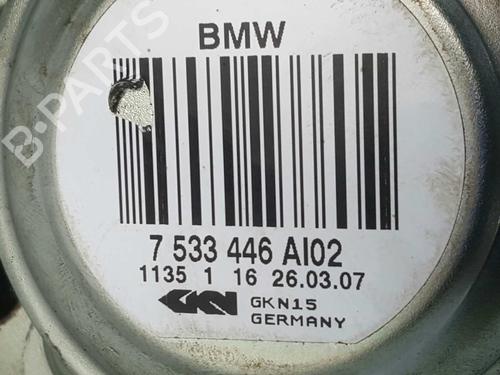 BMW
7 533 446 AI02
1135 1 16 26.03.07
GKN GKN15
GERMANY
B-PARTS